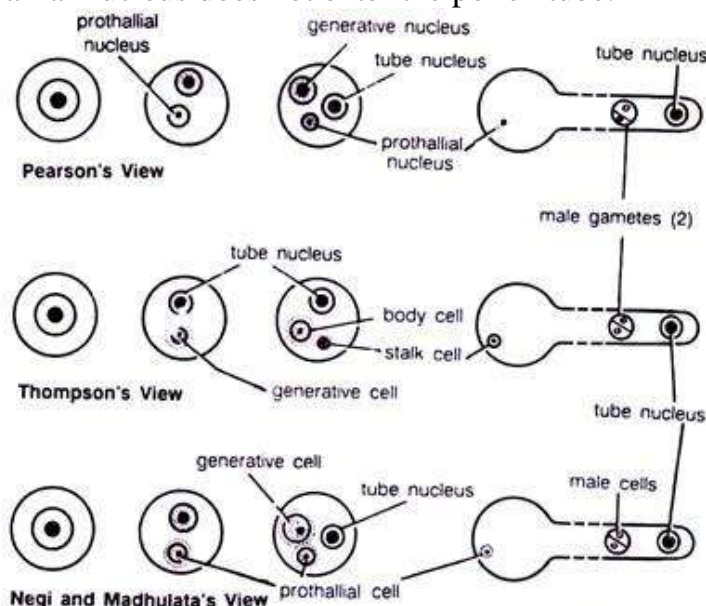 prothallial
nucleus
generative nucleus
tube nucleus
tube nucleus
prothallial
nucleus
Pearson's View
male gametes (2)
tube nucleus
body cell
stalk cell
generative cell
Thompson's View
tube nucleus
generative cell
tube nucleus
male cells
prothallial cell
Negi and Madhulata's View